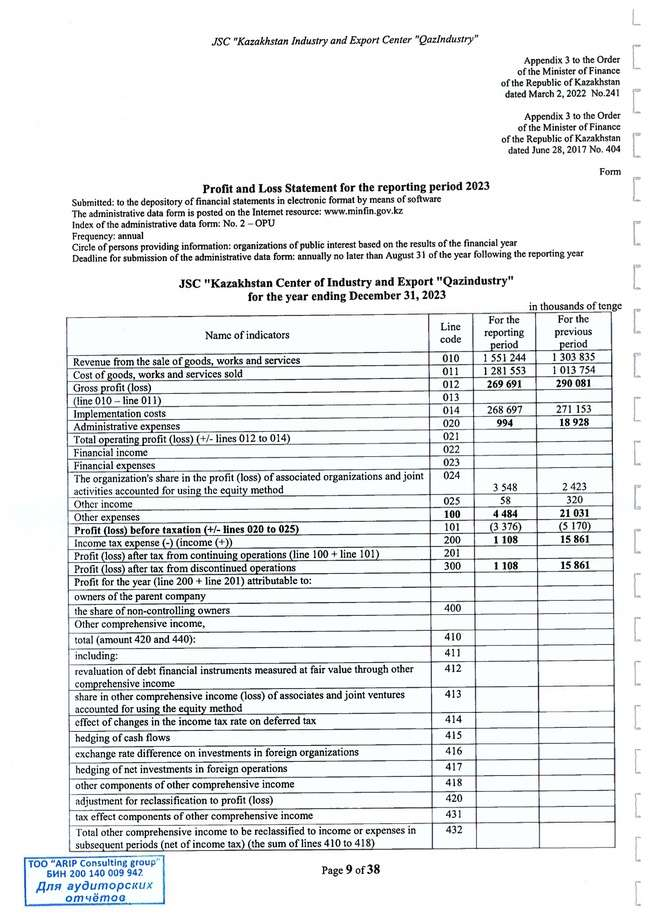 JSC "Kazakhstan Industry and Export Center "QazIndustry"
Appendix 3 to the Order
of the Minister of Finance
of the Republic of Kazakhstan
dated March 2, 2022 No.241
Appendix 3 to the Order
of the Minister of Finance
of the Republic of Kazakhstan
dated June 28, 2017 No. 404
Form
Profit and Loss Statement for the reporting period 2023
Submitted: to the depository of financial statements in electronic format by means of software
The administrative data form is posted on the Internet resource: www.minfin.gov.kz
Index of the administrative data form: No. 2 – OPU
Frequency: annual
Circle of persons providing information: organizations of public interest based on the results of the financial year
Deadline for submission of the administrative data form: annually no later than August 31 of the year following the reporting year
JSC "Kazakhstan Center of Industry and Export "Qazindustry"
for the year ending December 31, 2023
in thousands of tenge
Name of indicators Line code For the reporting period For the previous period
Revenue from the sale of goods, works and services 010 1 551 244 1 303 835
Cost of goods, works and services sold 011 1 281 553 1 013 754
Gross profit (loss) 012 269 691 290 081
(line 010 – line 011) 013
Implementation costs 014 268 697 271 153
Administrative expenses 020 994 18 928
Total operating profit (loss) (+/- lines 012 to 014) 021
Financial income 022
Financial expenses 023
The organization's share in the profit (loss) of associated organizations and joint 024
activities accounted for using the equity method 3 548 2 423
Other income 025 58 320
Other expenses 100 4 484 21 031
Profit (loss) before taxation (+/- lines 020 to 025) 101 (3 376) (5 170)
Income tax expense (-) (income (+)) 200 1 108 15 861
Profit (loss) after tax from continuing operations (line 100 + line 101) 201
Profit (loss) after tax from discontinued operations 300 1 108 15 861
Profit for the year (line 200 + line 201) attributable to:
owners of the parent company
the share of non-controlling owners 400
Other comprehensive income,
total (amount 420 and 440): 410
including: 411
revaluation of debt financial instruments measured at fair value through other 412
comprehensive income
share in other comprehensive income (loss) of associates and joint ventures 413
accounted for using the equity method
effect of changes in the income tax rate on deferred tax 414
hedging of cash flows 415
exchange rate difference on investments in foreign organizations 416
hedging of net investments in foreign operations 417
other components of other comprehensive income 418
adjustment for reclassification to profit (loss) 420
tax effect components of other comprehensive income 431
Total other comprehensive income to be reclassified to income or expenses in 432
subsequent periods (net of income tax) (the sum of lines 410 to 418)
ТОО "ARIP Consulting group"
БИН 200 140 009 942
Для аудиторских
отчётов
Page 9 of 38